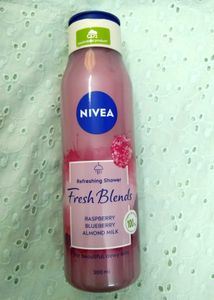 NIVEA
Refreshing Shower
Fresh Blends
RASPBERRY
BLUEBERRY
ALMOND MILK
300 ml